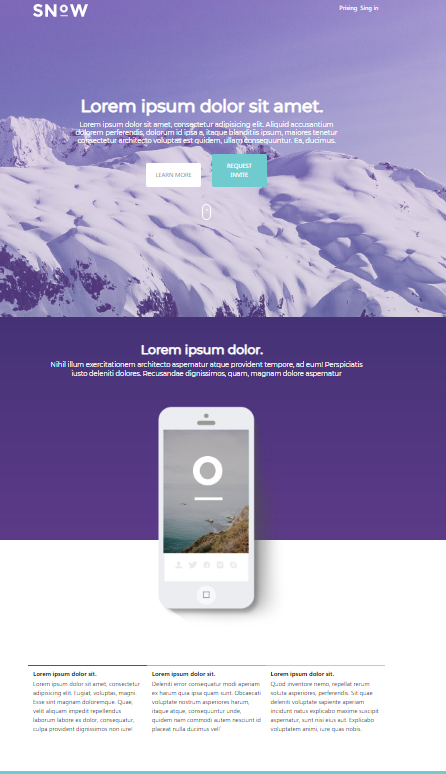 SNOW
Prising Sing in
Lorem ipsum dolor sit amet.
Lorem ipsum dolor sit amet, consectetur adipisicing elit. Aliquid accusantium
dolorem perferendis, dolorum id ipsa a, itaque blanditiis ipsum, maiores tenetur
consectetur architecto voluptas est quidem, ullam consequuntur. Ea, ducimus.
LEARN MORE
REQUEST
INVITE
Lorem ipsum dolor.
Nihil illum exercitationem architecto aspernatur atque provident tempore, ad eum! Perspiciatis
iusto deleniti dolores. Recusandae dignissimos, quam, magnam dolore aspernatur
Lorem ipsum dolor sit.
Lorem ipsum dolor sit amet, consectetur
adipisicing elit. Fugiat, voluptas, magni.
Esse sint magnam doloremque. Quae,
velit aliquam impedit repellendus
laborum labore ex dolor, consequatur,
culpa provident dignissimos non iure!
Lorem ipsum dolor sit.
Deleniti error consequatur modi aperiam
ex harum quia ipsa quam sunt. Obcaecati
voluptate nostrum asperiores harum,
itaque atque, consequuntur unde,
quidem nam commodi autem nesciunt id
placeat nulla ducimus vel!
Lorem ipsum dolor sit.
Quod inventore nemo, repellat rerum
soluta asperiores, perferendis. Sit quae
deleniti voluptate sapiente aperiam
incidunt natus explicabo maxime suscipit
aspernatur, sunt nisi eius aut. Explicabo
voluptatem animi, iure quas nobis.